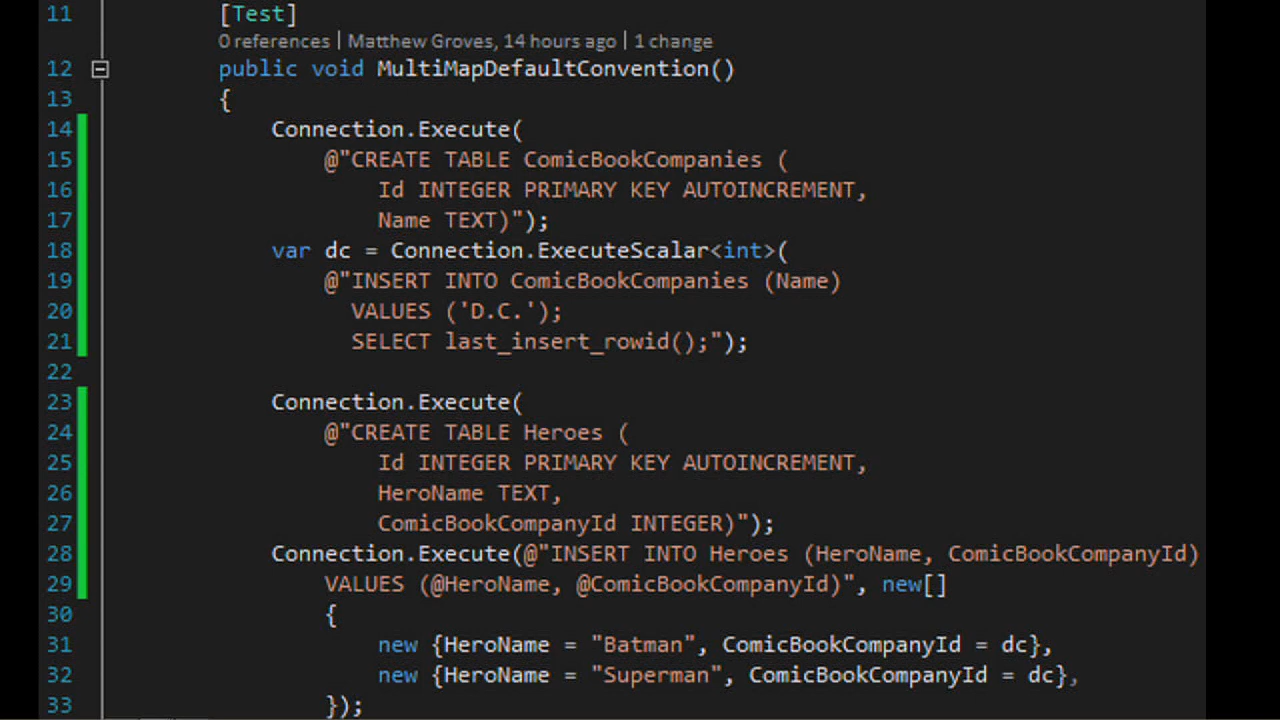 11 [Test]
0 references | Matthew Groves, 14 hours ago | 1 change
12 public void MultiMapDefaultConvention()
13 {
14 Connection.Execute(
15 @"CREATE TABLE ComicBookCompanies (
16 Id INTEGER PRIMARY KEY AUTOINCREMENT,
17 Name TEXT)");
18 var dc = Connection.ExecuteScalar<int>(
19 @"INSERT INTO ComicBookCompanies (Name)
20 VALUES ('D.C.');
21 SELECT last_insert_rowid();");
22
23 Connection.Execute(
24 @"CREATE TABLE Heroes (
25 Id INTEGER PRIMARY KEY AUTOINCREMENT,
26 HeroName TEXT,
27 ComicBookCompanyId INTEGER)");
28 Connection.Execute(@"INSERT INTO Heroes (HeroName, ComicBookCompanyId)
29 VALUES (@HeroName, @ComicBookCompanyId)", new[]
30 {
31 new {HeroName = "Batman", ComicBookCompanyId = dc},
32 new {HeroName = "Superman", ComicBookCompanyId = dc},
33 });